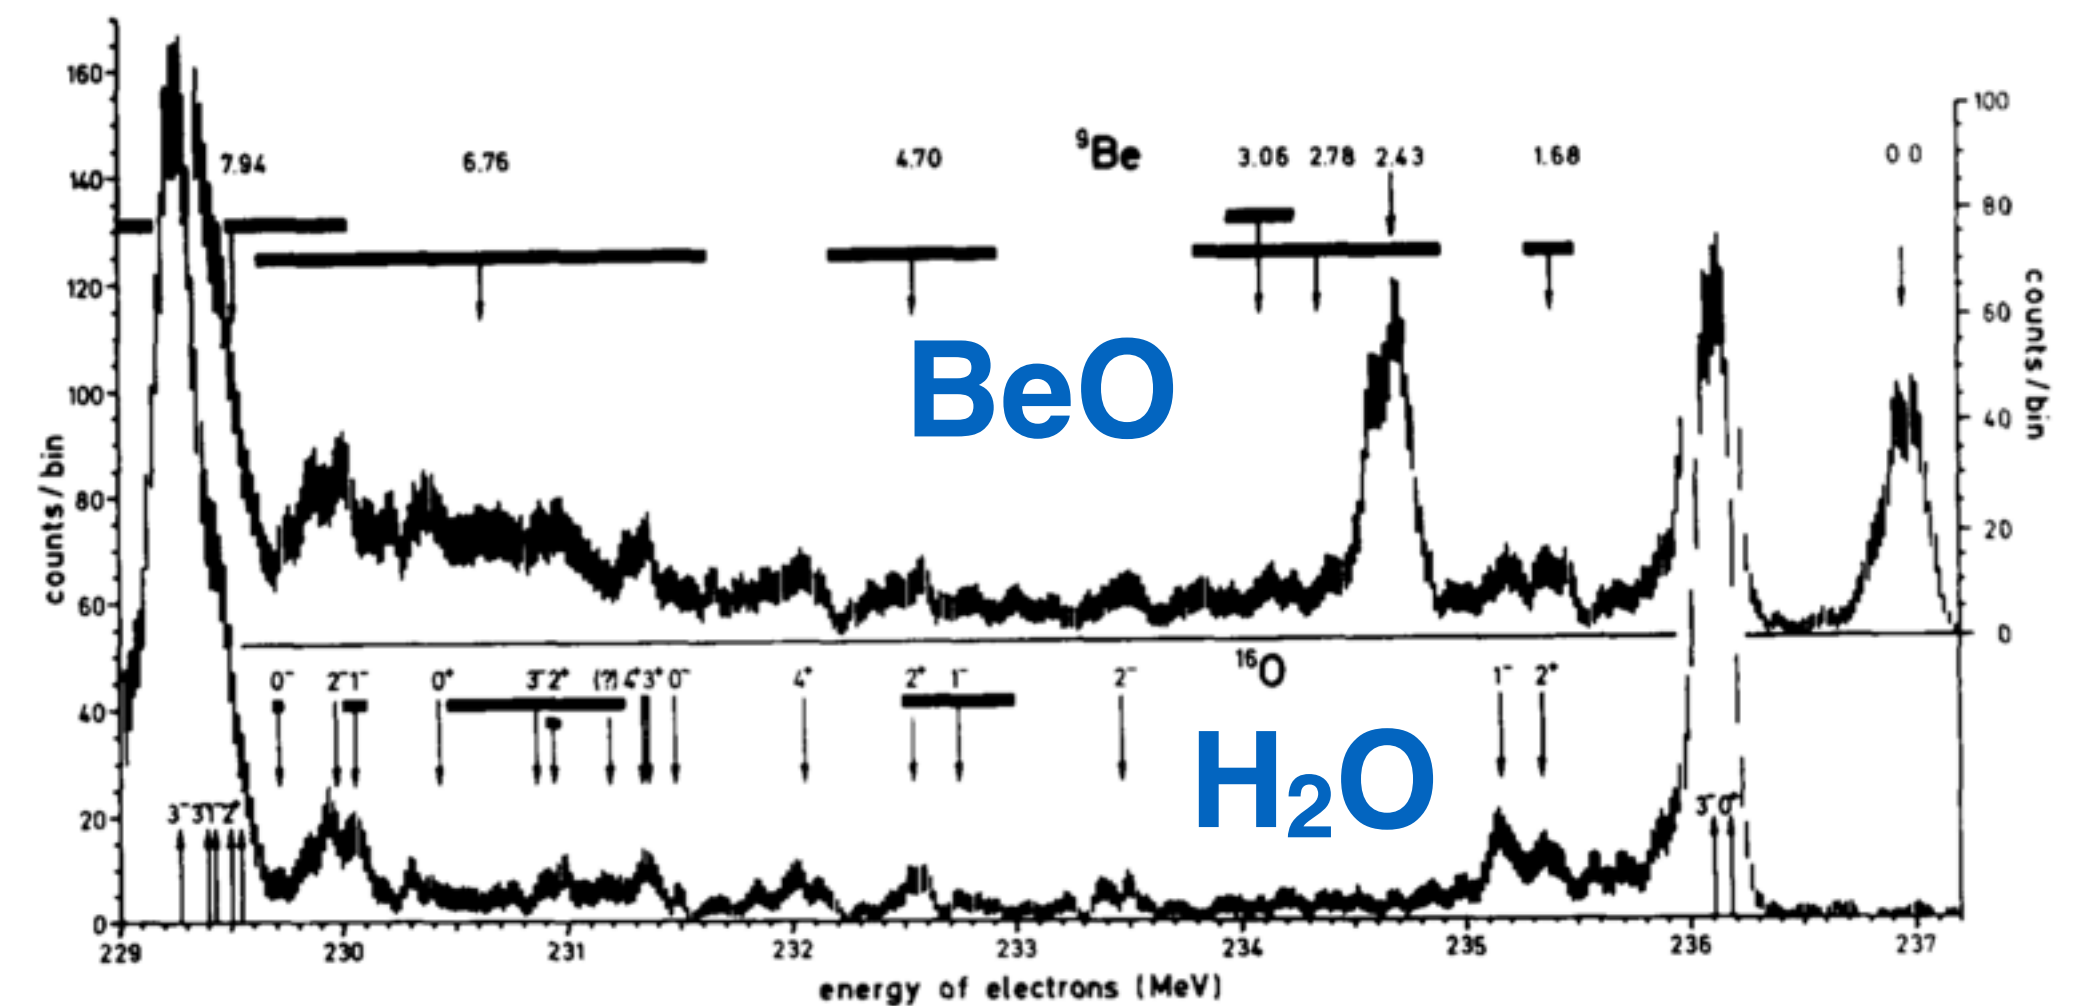 160
140
120
100
80
60
40
20
0
counts/bin
7.94 6.76 4.70 ⁹Be 3.06 2.78 2.43 1.68 0 0
100
80
60
40
20
0
counts/bin
BeO
¹⁶O
0⁻ 2⁻1⁻ 0⁺ 3⁻2⁺ (?) 4⁺3⁺ 0⁻ 4⁺ 2⁺ 1⁻ 2⁻ 1⁻ 2⁺
H₂O
3⁻ 3⁻1⁻ 2⁺ 3⁻0⁺
229 230 231 232 233 234 235 236 237
energy of electrons (MeV)